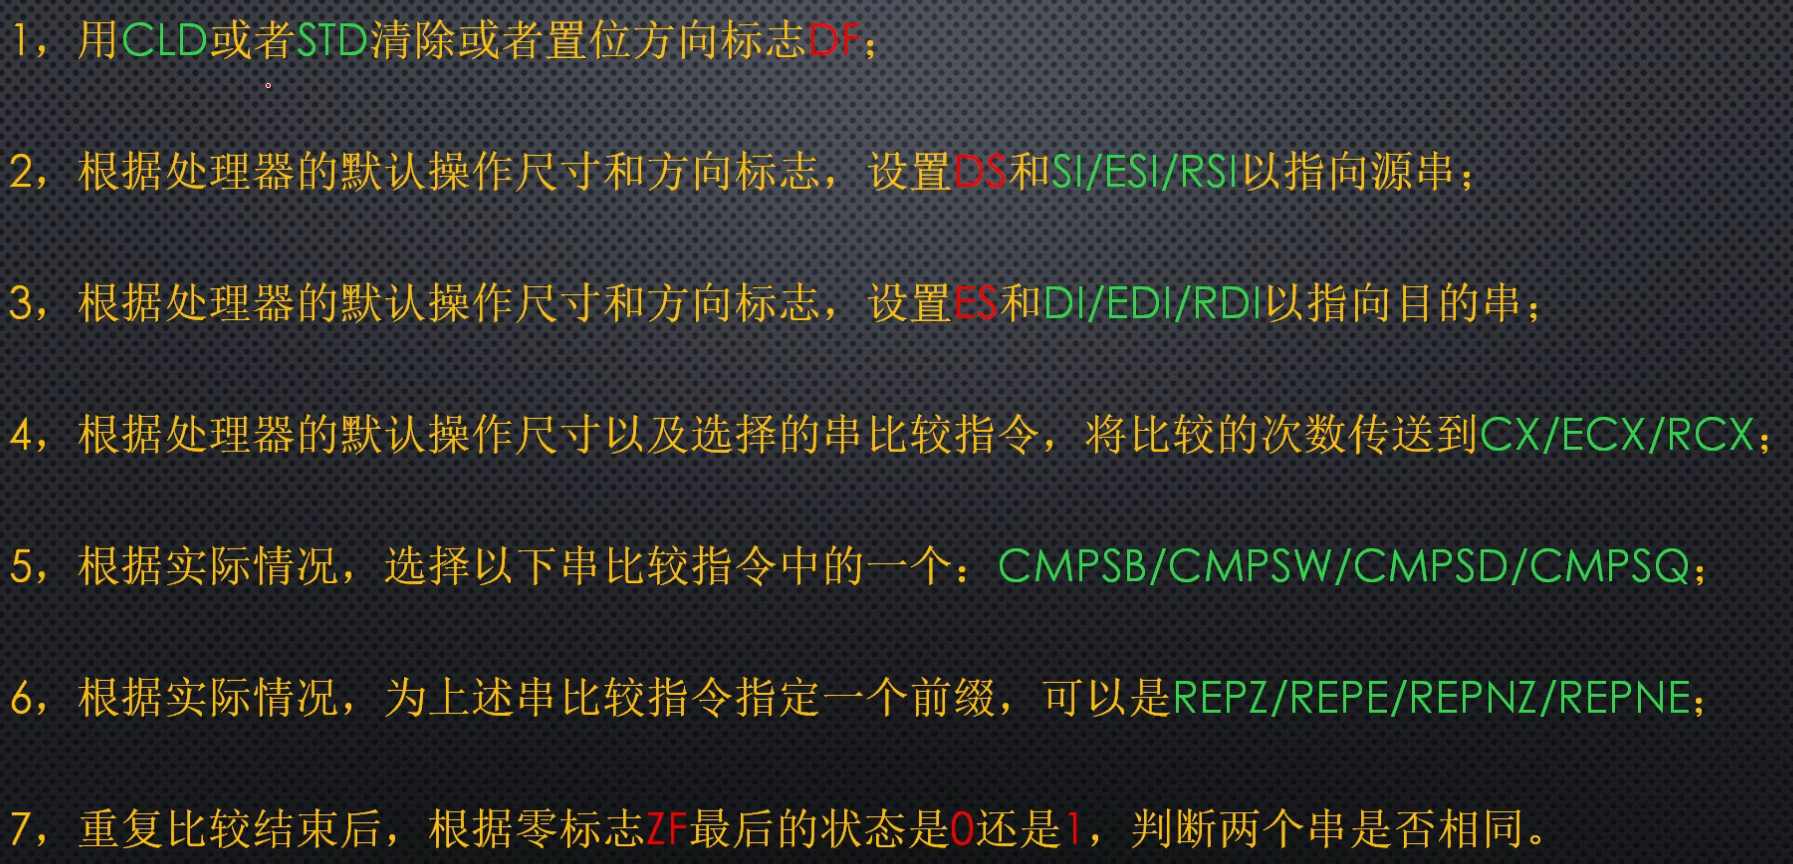 1，用CLD或者STD清除或者置位方向标志DF；
2，根据处理器的默认操作尺寸和方向标志，设置DS和SI/ESI/RSI以指向源串；
3，根据处理器的默认操作尺寸和方向标志，设置ES和DI/EDI/RDI以指向目的串；
4，根据处理器的默认操作尺寸以及选择的串比较指令，将比较的次数传送到CX/ECX/RCX；
5，根据实际情况，选择以下串比较指令中的一个：CMPSB/CMPSW/CMPSD/CMPSQ；
6，根据实际情况，为上述串比较指令指定一个前缀，可以是REPZ/REPE/REPNZ/REPNE；
7，重复比较结束后，根据零标志ZF最后的状态是0还是1，判断两个串是否相同。